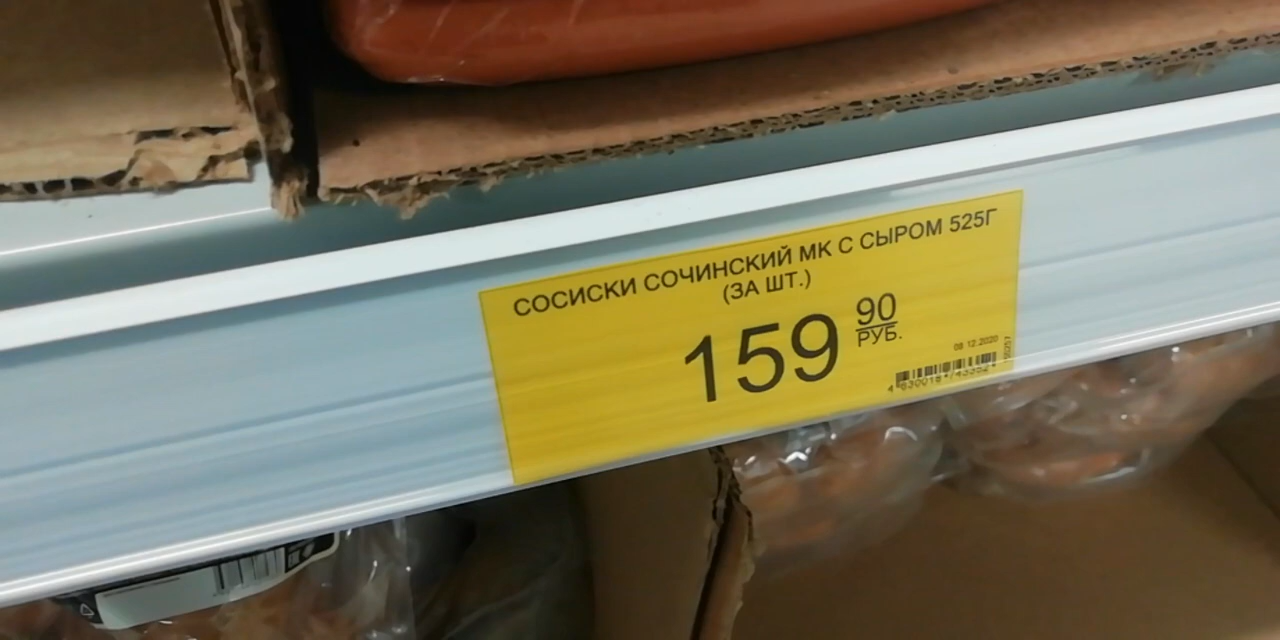 СОСИСКИ СОЧИНСКИЙ МК С СЫРОМ 525Г
(ЗА ШТ.)
159 90
РУБ.
08.12.2020